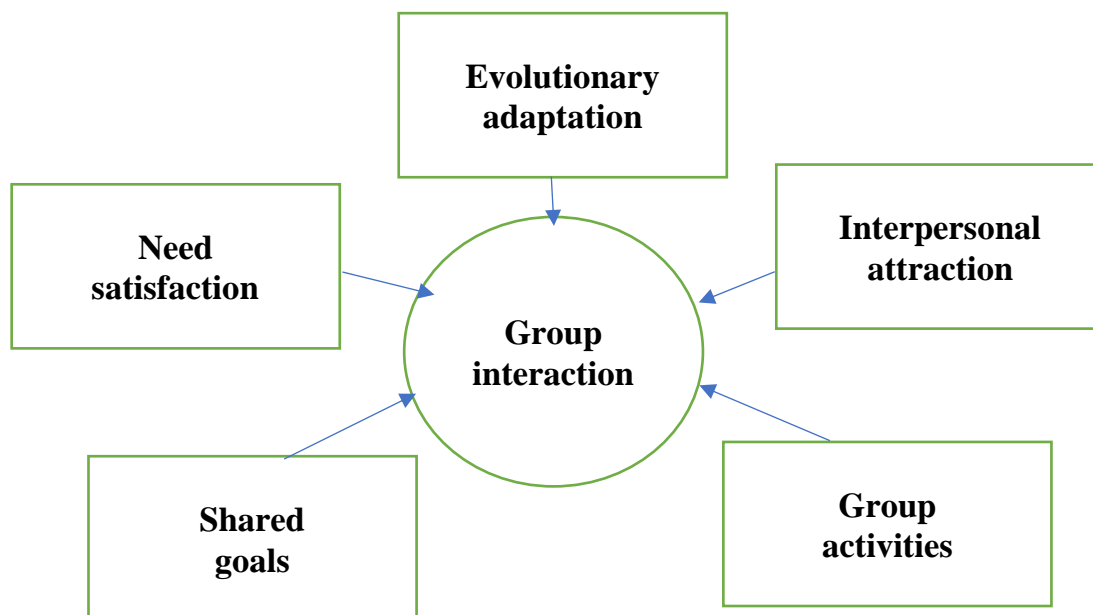 Evolutionary
adaptation
Need
satisfaction
Interpersonal
attraction
Group
interaction
Shared
goals
Group
activities